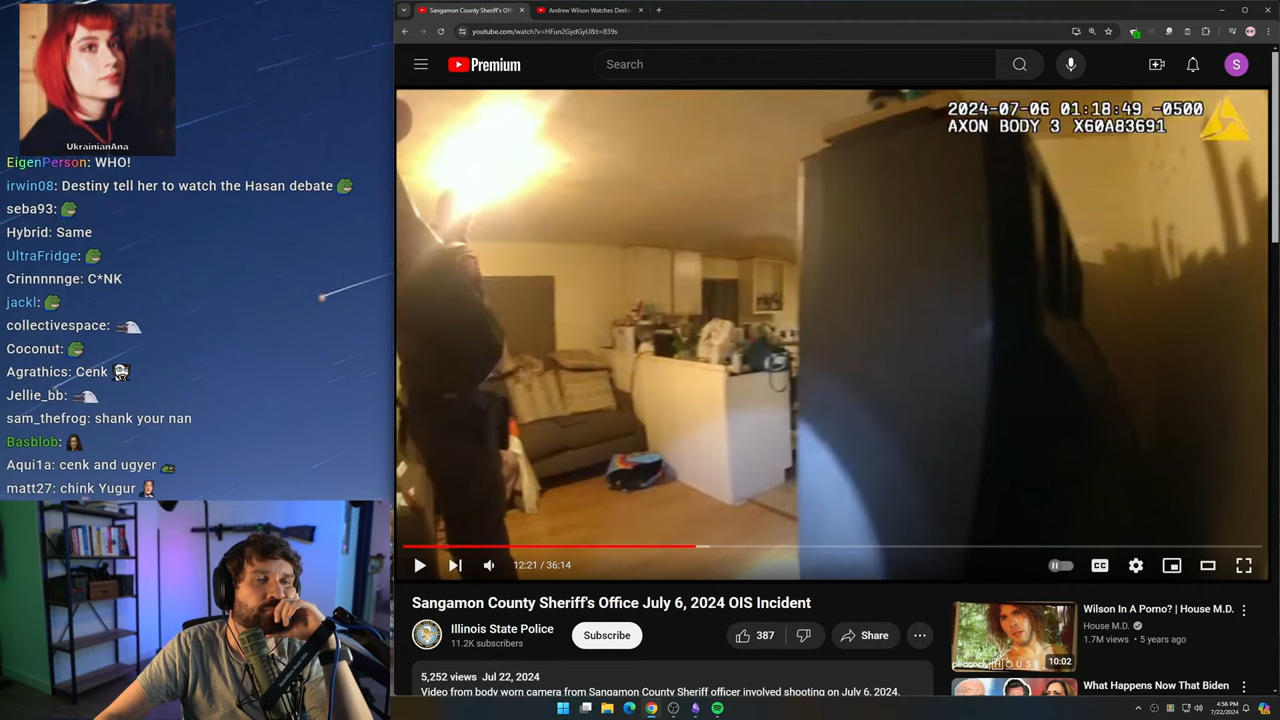 UkrainianAna
EigenPerson: WHO!
irwin08: Destiny tell her to watch the Hasan debate
seba93:
Hybrid: Same
UltraFridge:
Crinnnnnge: C*NK
jackl:
collectivespace:
Coconut:
Agrathics: Cenk
Jellie_bb:
sam_thefrog: shank your nan
Basblob:
Aqui1a: cenk and ugyer
matt27: chink Yugur
Sangamon County Sheriff's Offi
Andrew Wilson Watches Desti
youtube.com/watch?v=HFun2GydGyU&t=839s
Premium
Search
S
2024-07-06 01:18:49 -0500
AXON BODY 3 X60A83691
12:21 / 36:14
CC
Sangamon County Sheriff's Office July 6, 2024 OIS Incident
Illinois State Police
11.2K subscribers
Subscribe
387
Share
5,252 views Jul 22, 2024
Video from body worn camera from Sangamon County Sheriff officer involved shooting on July 6, 2024.
Wilson In A Porno? | House M.D.
House M.D.
1.7M views • 5 years ago
peacock HOUSE
10:02
What Happens Now That Biden
4:56 PM
7/22/2024